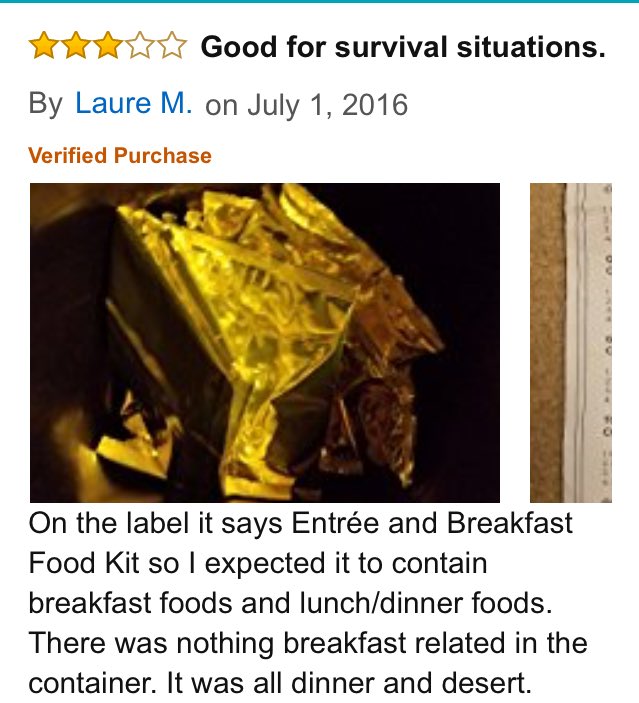 Good for survival situations.
By Laure M. on July 1, 2016
Verified Purchase
On the label it says Entrée and Breakfast
Food Kit so I expected it to contain
breakfast foods and lunch/dinner foods.
There was nothing breakfast related in the
container. It was all dinner and desert.